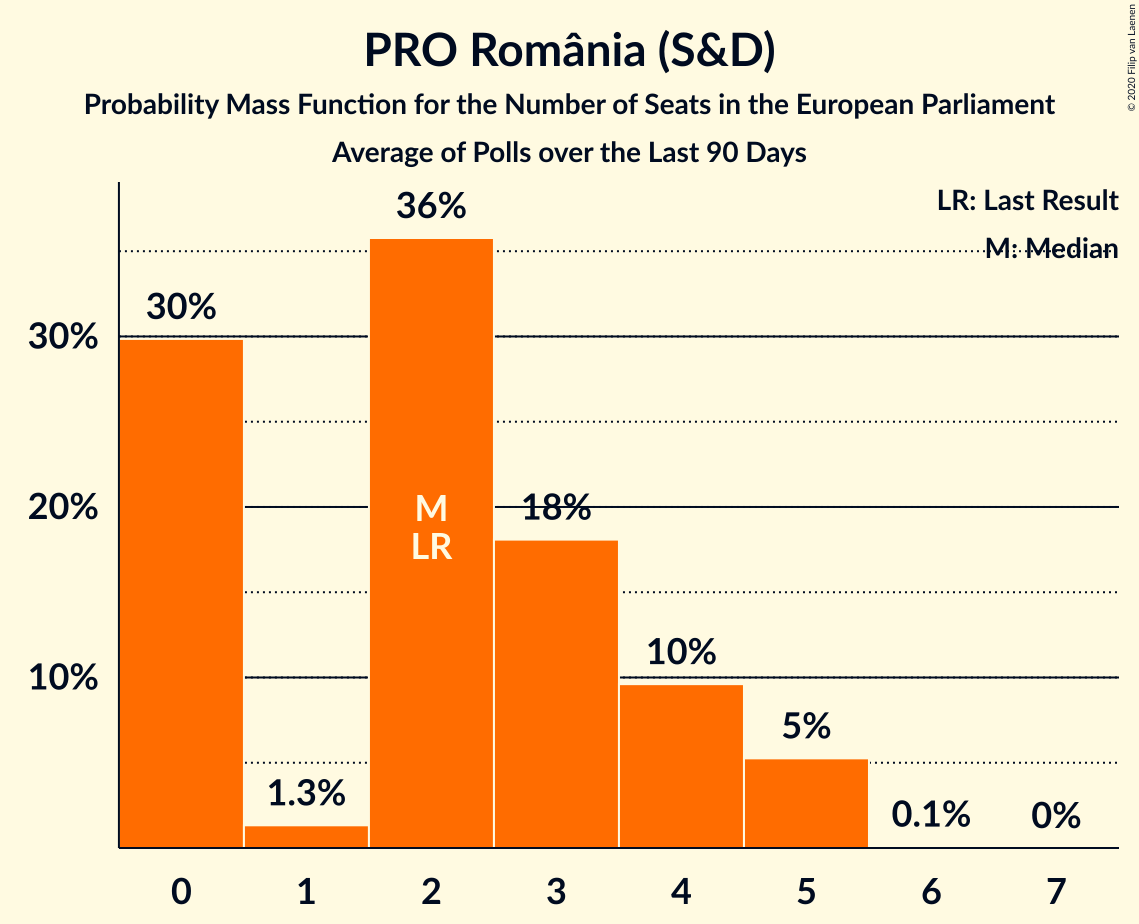 PRO România (S&D)
Probability Mass Function for the Number of Seats in the European Parliament
Average of Polls over the Last 90 Days
© 2020 Filip van Laenen
LR: Last Result
M: Median
36%
30%
30%
20%
M
LR
18%
10%
10%
5%
1.3%
0.1%
0%
0 1 2 3 4 5 6 7